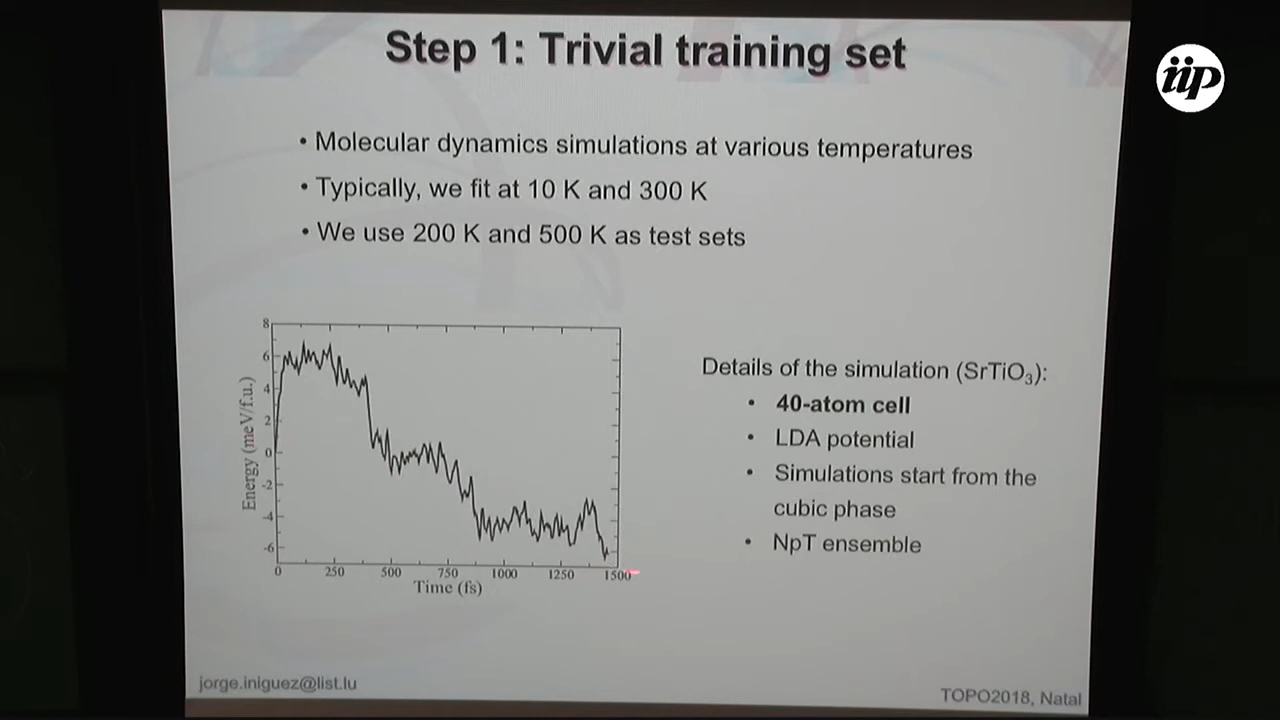 Step 1: Trivial training set
iip
• Molecular dynamics simulations at various temperatures
• Typically, we fit at 10 K and 300 K
• We use 200 K and 500 K as test sets
8
6
4
2
0
-2
-4
-6
Energy (meV/f.u.)
0 250 500 750 1000 1250 1500
Time (fs)
Details of the simulation (SrTiO₃):
• 40-atom cell
• LDA potential
• Simulations start from the
cubic phase
• NpT ensemble
jorge.iniguez@list.lu
TOPO2018, Natal